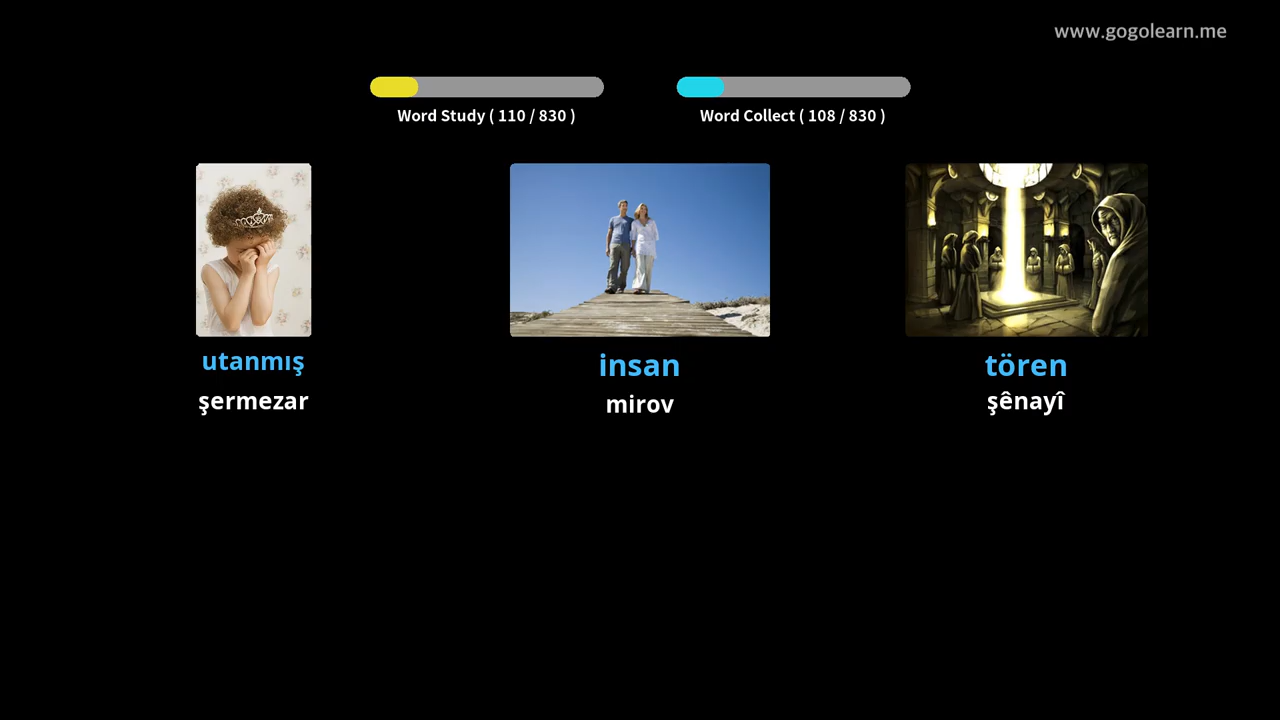 www.gogolearn.me
Word Study ( 110 / 830 )
Word Collect ( 108 / 830 )
utanmış
şermezar
insan
mirov
tören
şênayî